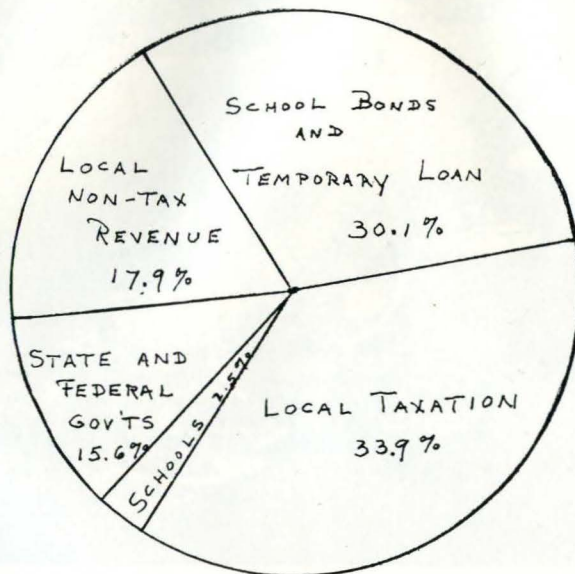 SCHOOL BONDS
AND
TEMPORARY LOAN
30.1%
LOCAL
NON-TAX
REVENUE
17.9%
STATE AND
FEDERAL
GOV'TS
15.6%
SCHOOLS 2.5%
LOCAL TAXATION
33.9%